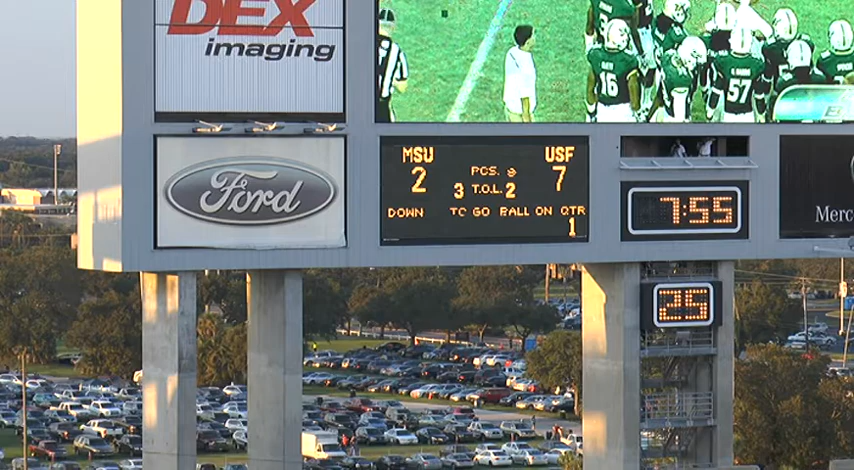 DEX
imaging
Ford
MSU USF
2 POS. 7
3 T.O.L. 2
DOWN TO GO BALL ON QTR
1
7:55
25
Merc
16
57